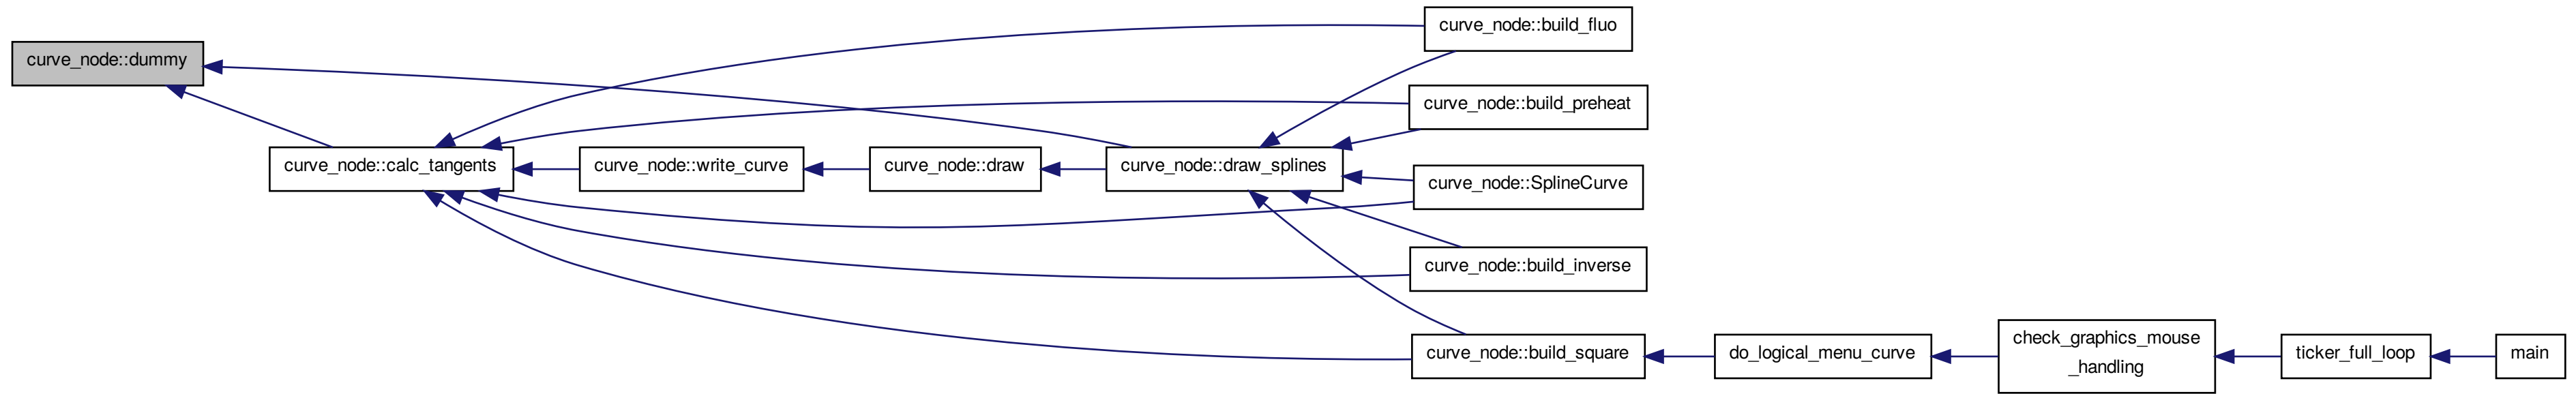 curve_node::dummy
curve_node::calc_tangents
curve_node::write_curve
curve_node::draw
curve_node::draw_splines
curve_node::build_fluo
curve_node::build_preheat
curve_node::SplineCurve
curve_node::build_inverse
curve_node::build_square
do_logical_menu_curve
check_graphics_mouse
_handling
ticker_full_loop
main